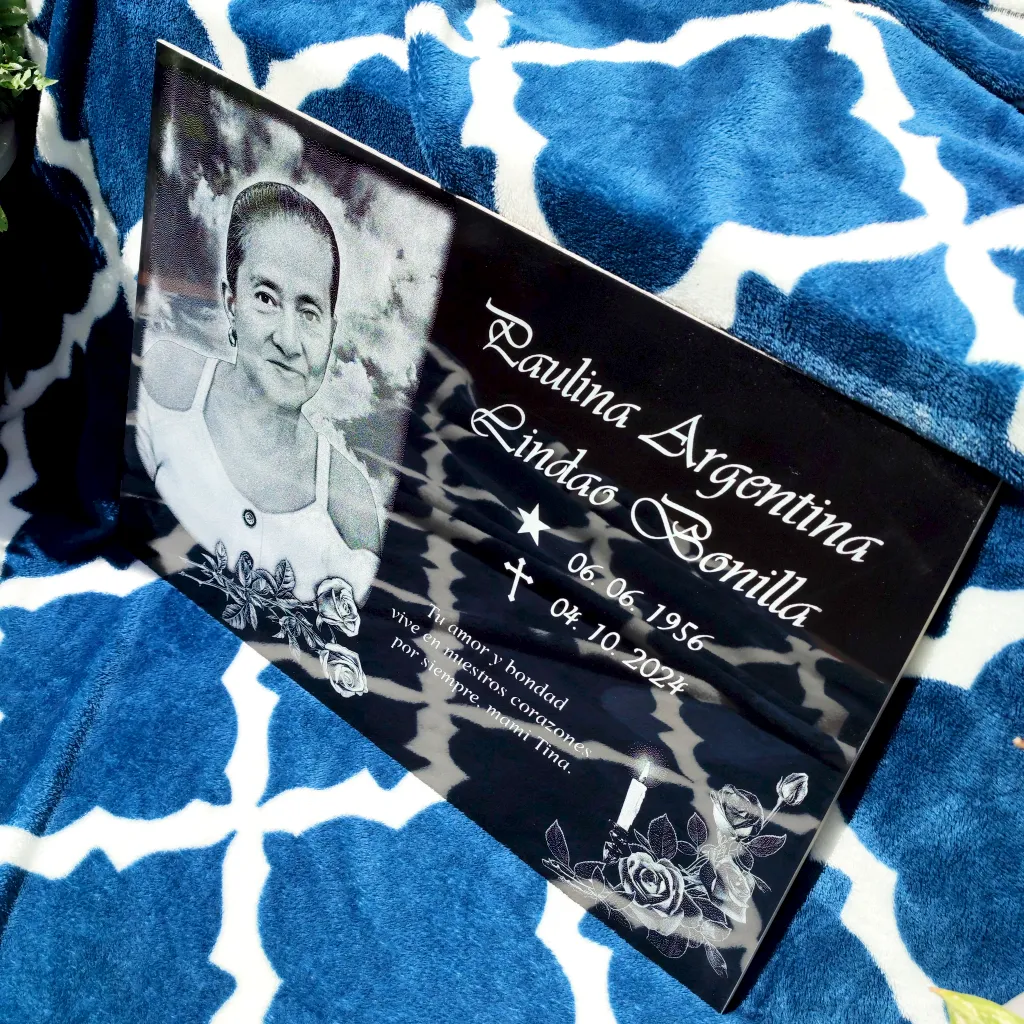 Paulina Argentina
Lindao Bonilla
06. 06. 1956
04. 10. 2024
Tu amor y bondad
vive en nuestros corazones
por siempre, mami Tina.